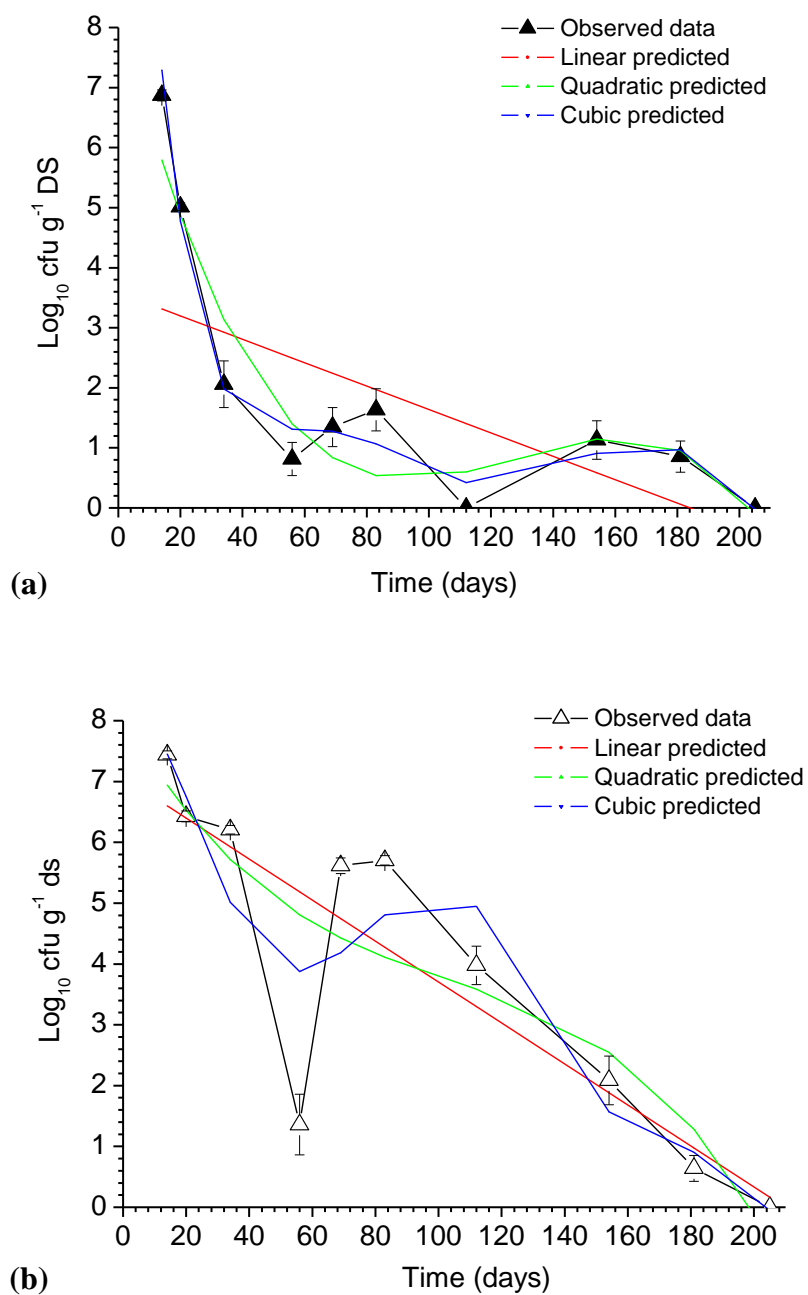 8
7
6
5
4
3
2
1
0
Log₁₀ cfu g⁻¹ DS
Observed data
Linear predicted
Quadratic predicted
Cubic predicted
0 20 40 60 80 100 120 140 160 180 200
Time (days)
(a)
8
7
6
5
4
3
2
1
0
Log₁₀ cfu g⁻¹ ds
Observed data
Linear predicted
Quadratic predicted
Cubic predicted
0 20 40 60 80 100 120 140 160 180 200
Time (days)
(b)